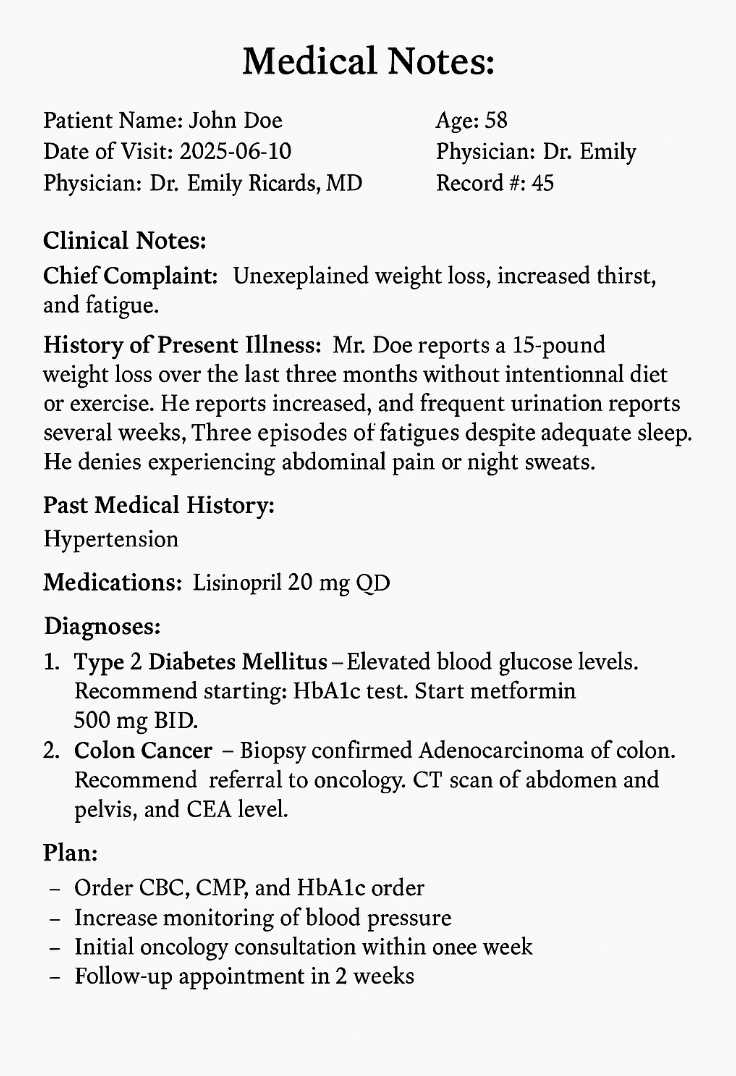 Medical Notes:
Patient Name: John Doe
Age: 58
Date of Visit: 2025-06-10
Physician: Dr. Emily
Physician: Dr. Emily Ricards, MD
Record #: 45
Clinical Notes:
Chief Complaint: Unexeplained weight loss, increased thirst,
and fatigue.
History of Present Illness: Mr. Doe reports a 15-pound
weight loss over the last three months without intentionnal diet
or exercise. He reports increased, and frequent urination reports
several weeks, Three episodes of fatigues despite adequate sleep.
He denies experiencing abdominal pain or night sweats.
Past Medical History:
Hypertension
Medications: Lisinopril 20 mg QD
Diagnoses:
1. Type 2 Diabetes Mellitus – Elevated blood glucose levels.
Recommend starting: HbA1c test. Start metformin
500 mg BID.
2. Colon Cancer – Biopsy confirmed Adenocarcinoma of colon.
Recommend referral to oncology. CT scan of abdomen and
pelvis, and CEA level.
Plan:
– Order CBC, CMP, and HbA1c order
– Increase monitoring of blood pressure
– Initial oncology consultation within onee week
– Follow-up appointment in 2 weeks